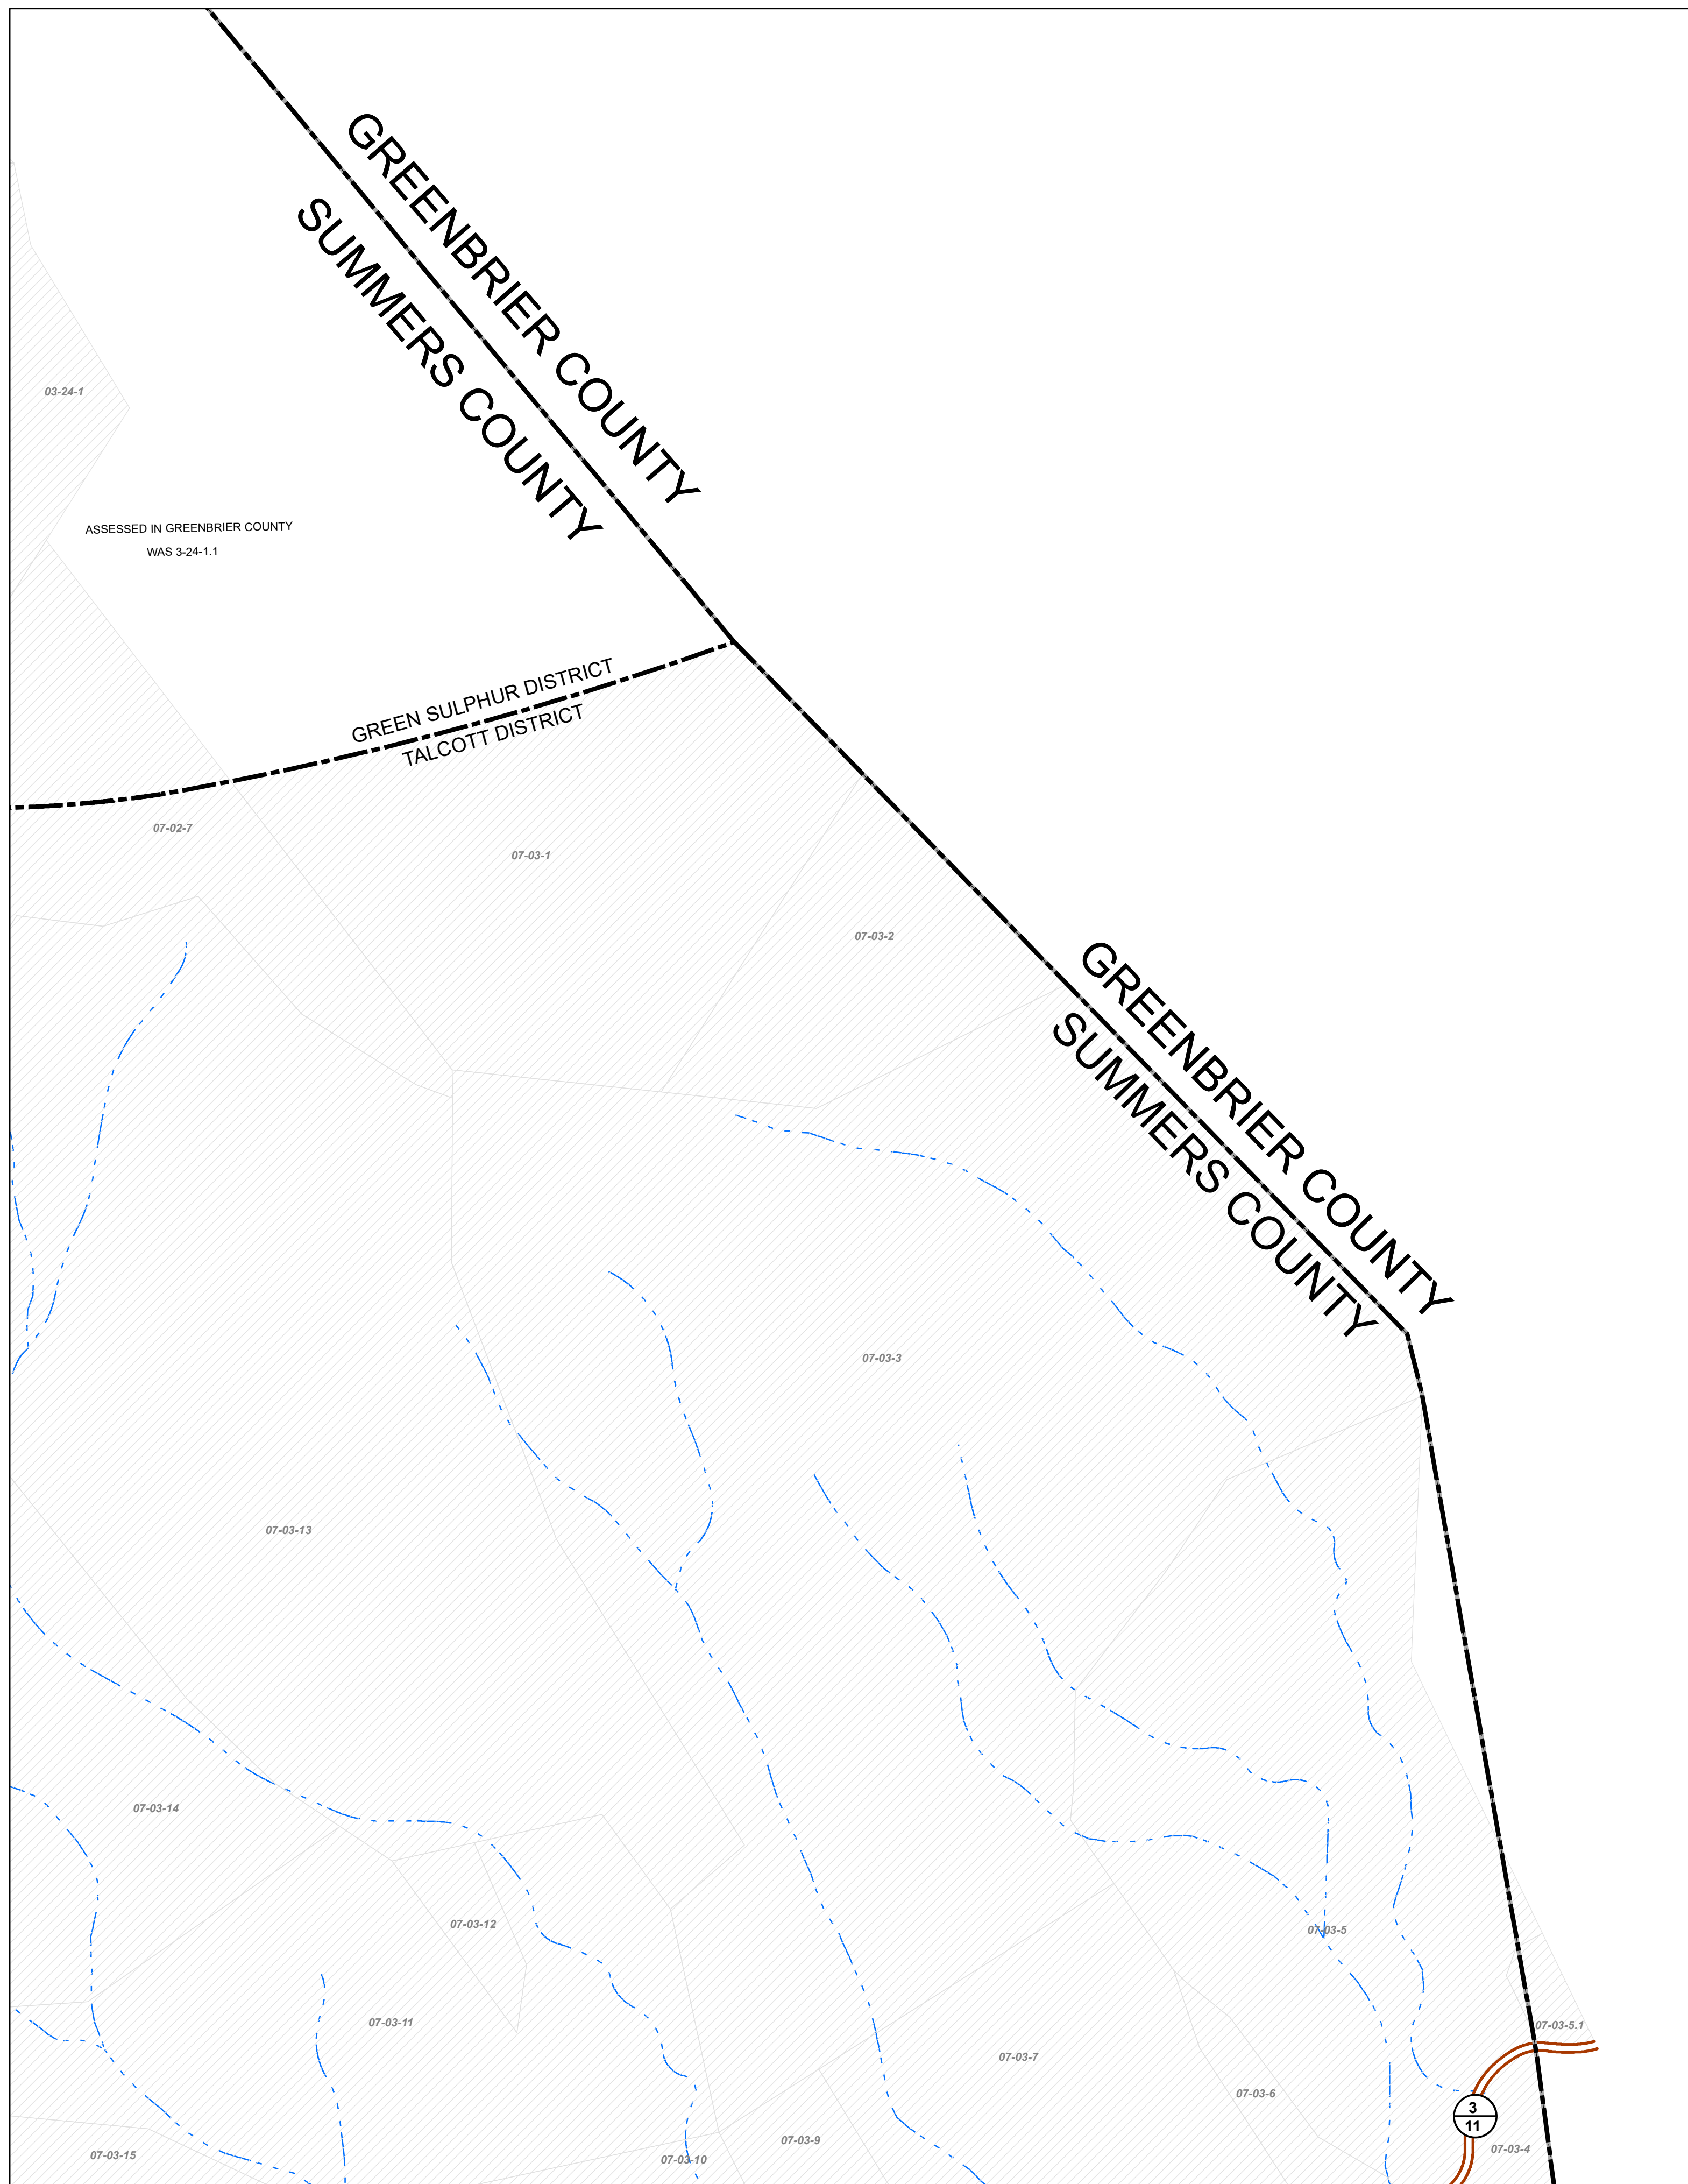 GREENBRIER COUNTY
SUMMERS COUNTY
03-24-1
ASSESSED IN GREENBRIER COUNTY
WAS 3-24-1.1
GREEN SULPHUR DISTRICT
TALCOTT DISTRICT
07-02-7
07-03-1
07-03-2
GREENBRIER COUNTY
SUMMERS COUNTY
07-03-3
07-03-13
07-03-14
07-03-12
07-03-5
07-03-11
07-03-5.1
07-03-7
07-03-6
3
11
07-03-9
07-03-4
07-03-15
07-03-10